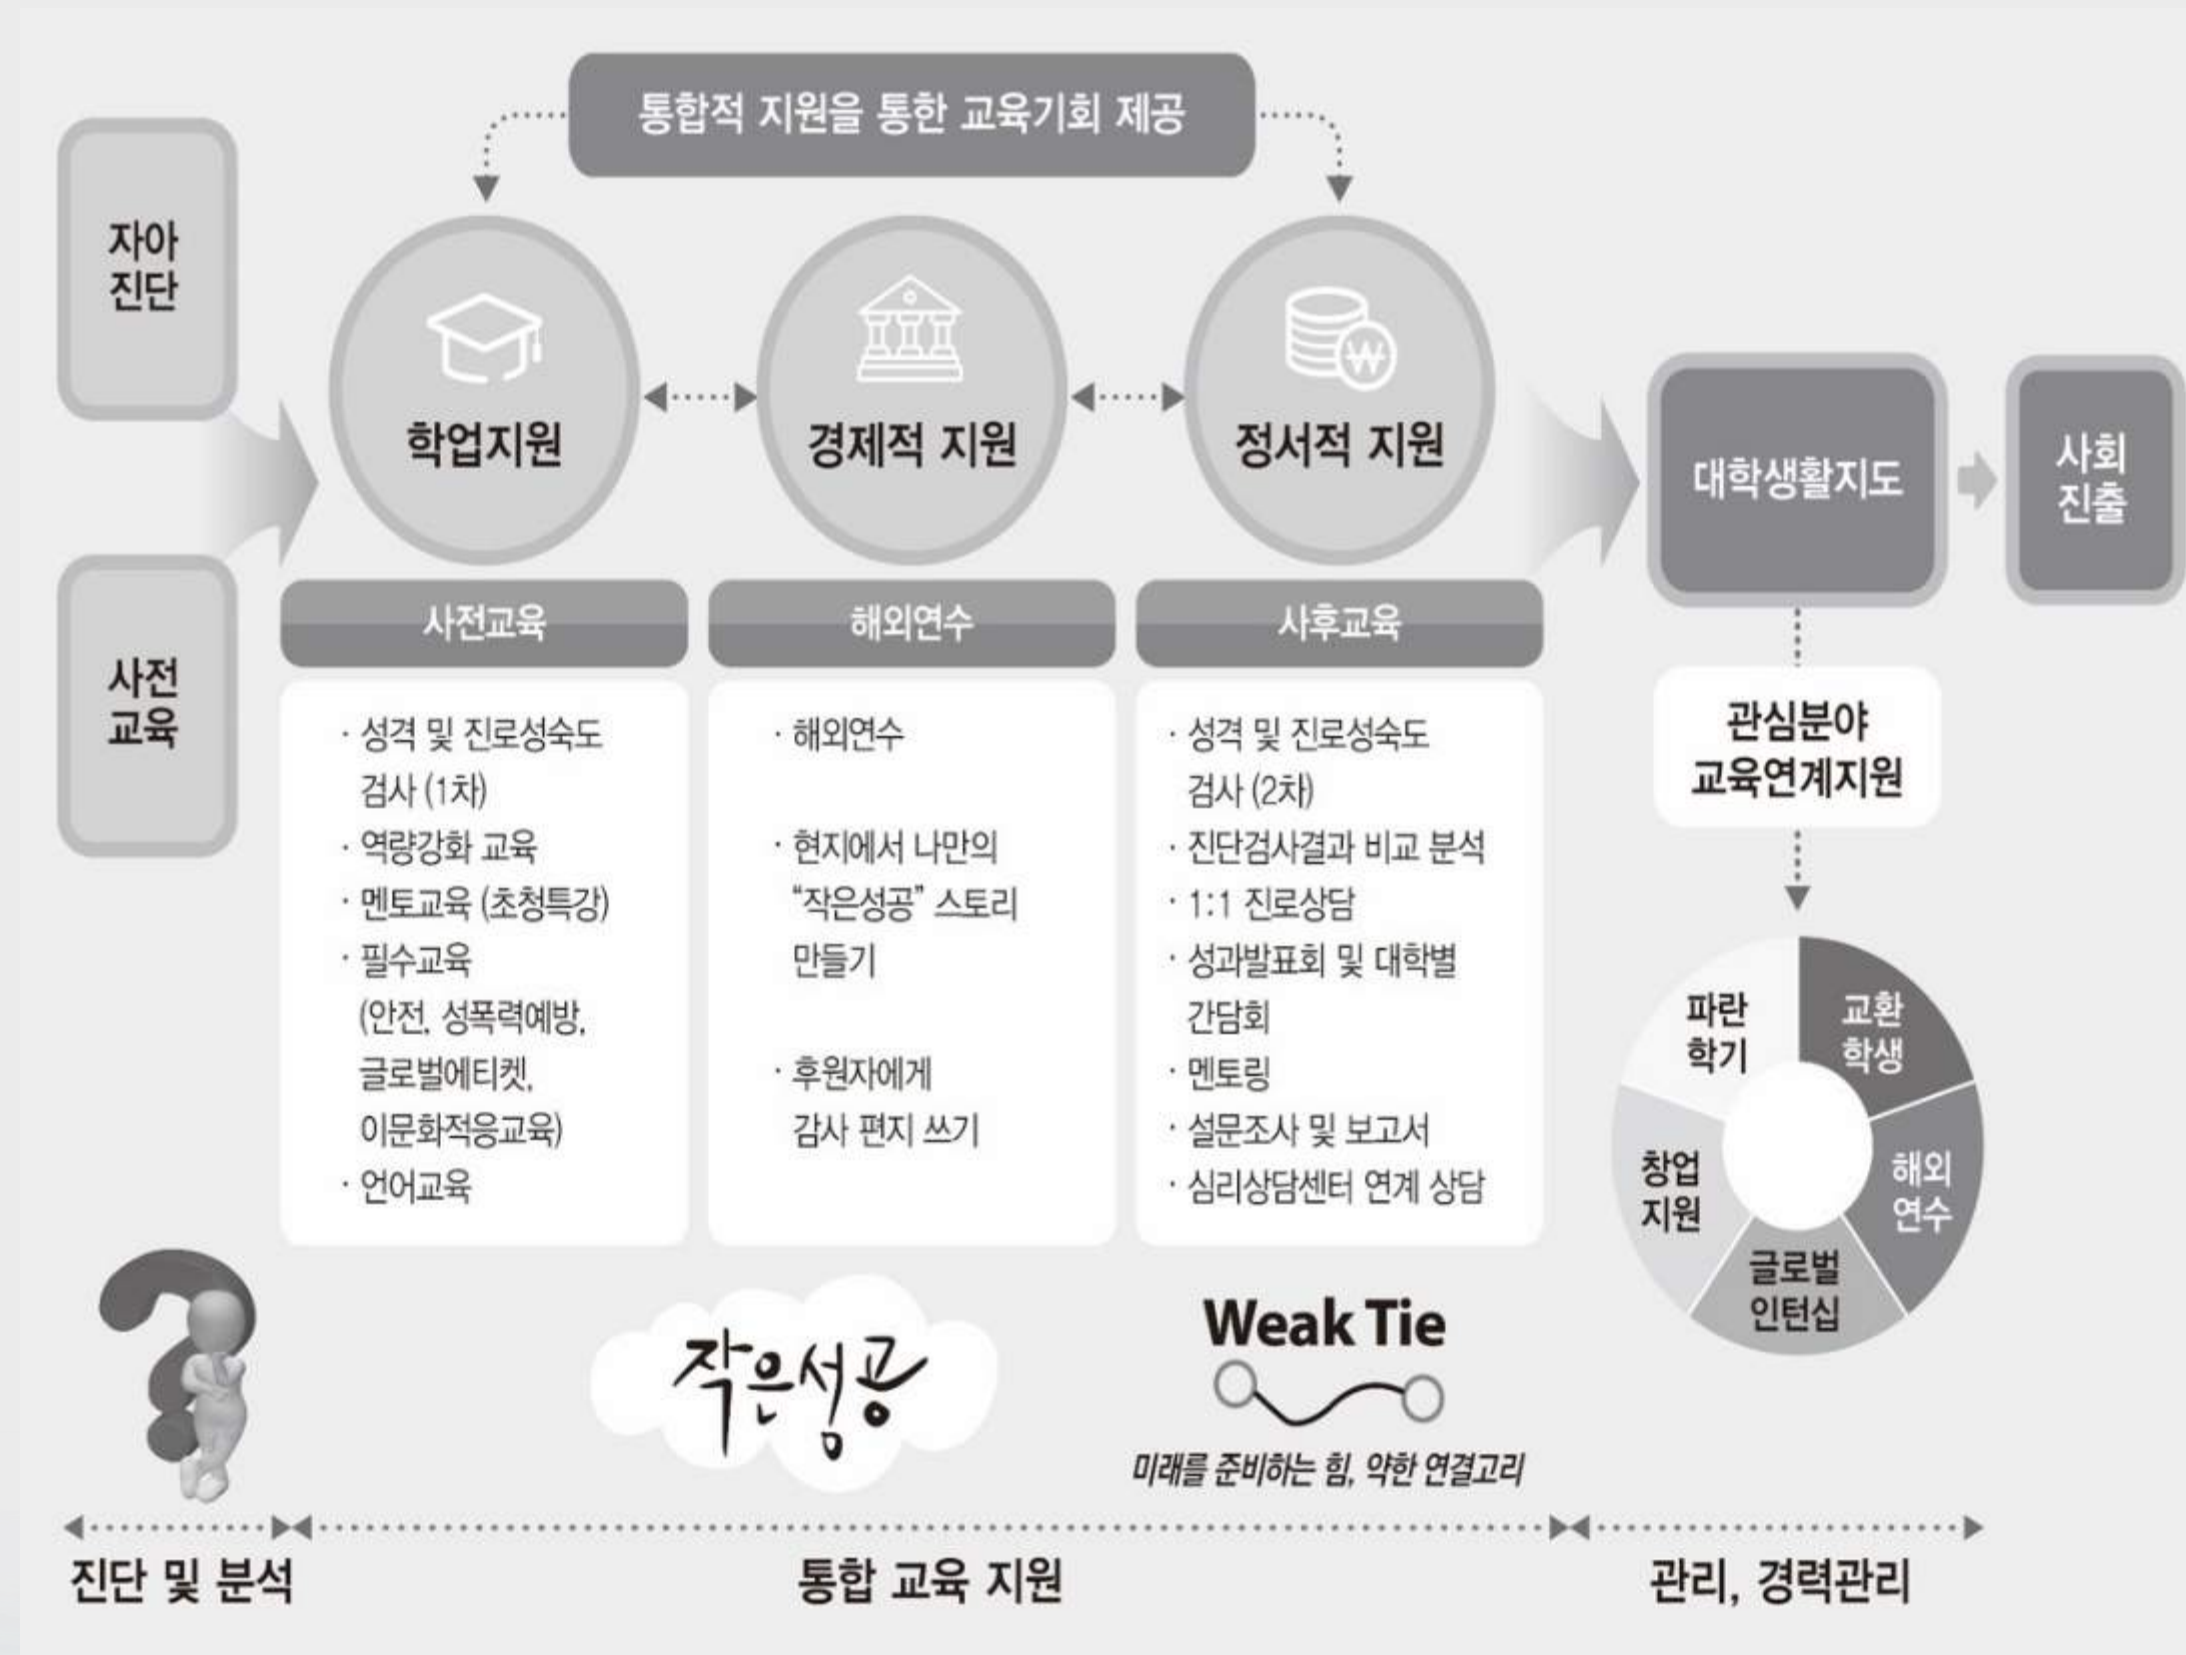 통합적 지원을 통한 교육기회 제공
자아
진단
사전
교육
학업지원
경제적 지원
정서적 지원
대학생활지도
사회
진출
사전교육
· 성격 및 진로성숙도
검사 (1차)
· 역량강화 교육
· 멘토교육 (초청특강)
· 필수교육
(안전, 성폭력예방,
글로벌에티켓,
이문화적응교육)
· 언어교육
해외연수
· 해외연수
· 현지에서 나만의
“작은성공” 스토리
만들기
· 후원자에게
감사 편지 쓰기
사후교육
· 성격 및 진로성숙도
검사 (2차)
· 진단검사결과 비교 분석
· 1:1 진로상담
· 성과발표회 및 대학별
간담회
· 멘토링
· 설문조사 및 보고서
· 심리상담센터 연계 상담
관심분야
교육연계지원
파란
학기
교환
학생
창업
지원
해외
연수
글로벌
인턴십
작은성공
Weak Tie
미래를 준비하는 힘, 약한 연결고리
진단 및 분석
통합 교육 지원
관리, 경력관리